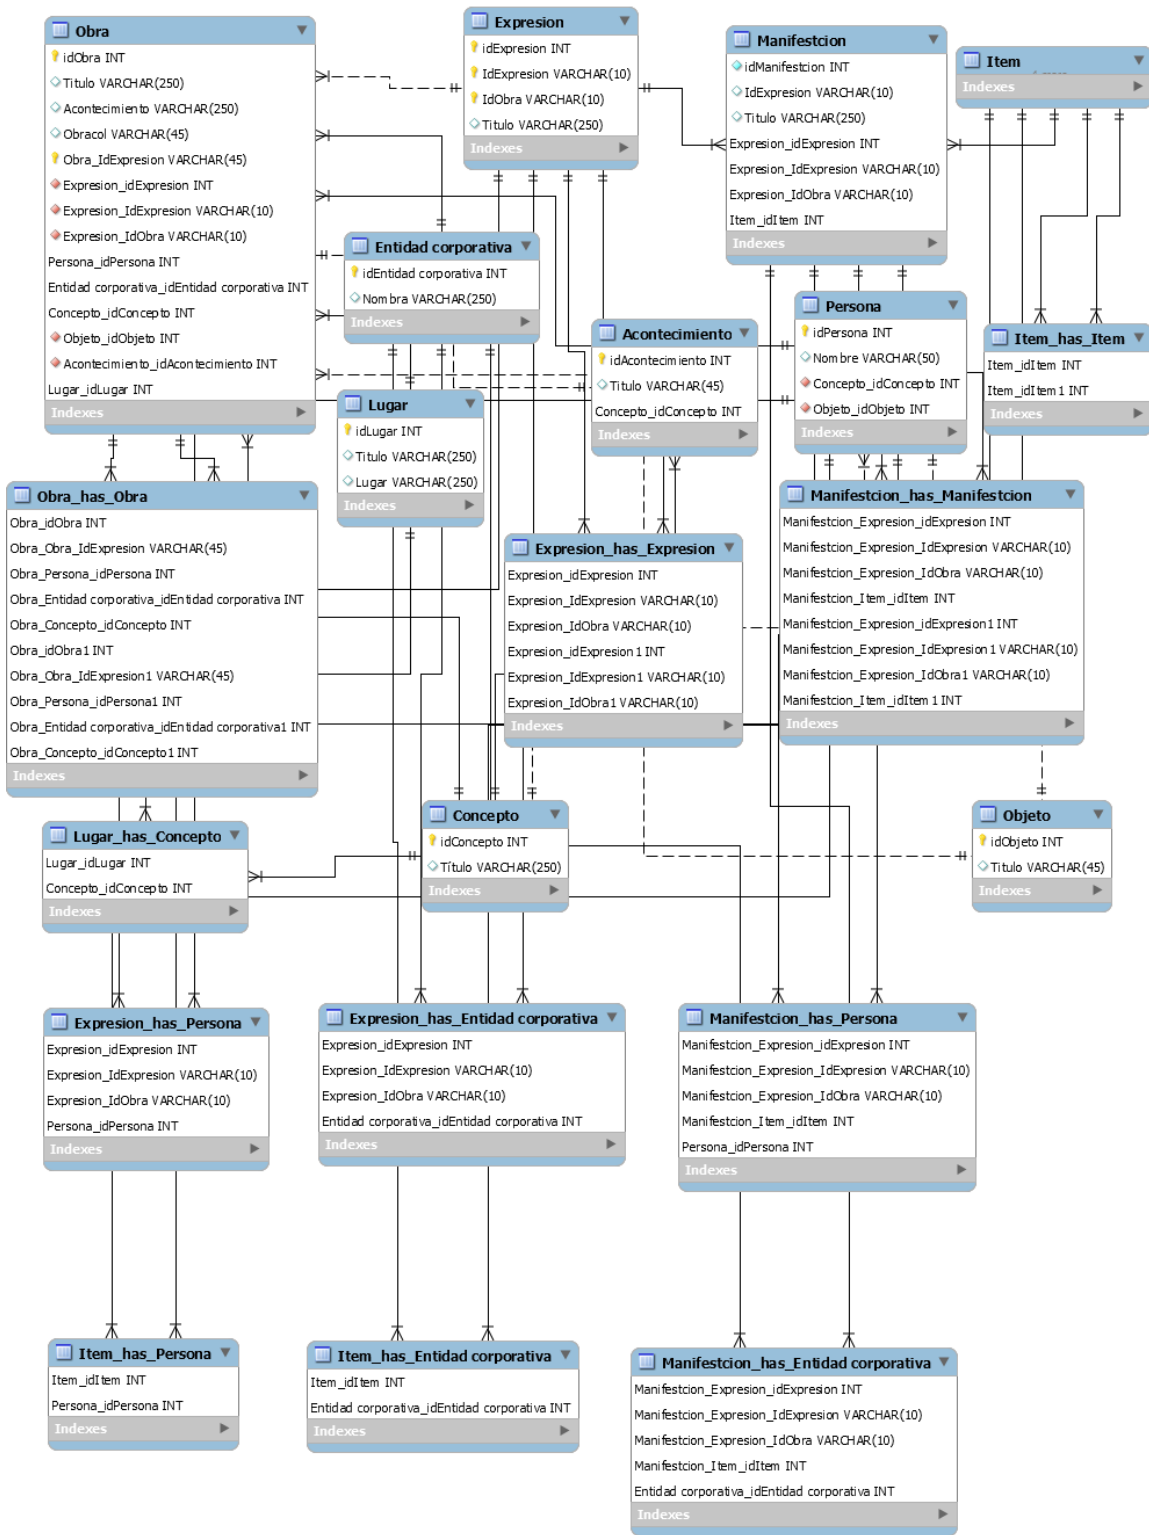 Obra
idObra INT
Titulo VARCHAR(250)
Acontecimiento VARCHAR(250)
Obracol VARCHAR(45)
Obra_IdExpresion VARCHAR(45)
Expresion_idExpresion INT
Expresion_IdExpresion VARCHAR(10)
Expresion_IdObra VARCHAR(10)
Persona_idPersona INT
Entidad corporativa_idEntidad corporativa INT
Concepto_idConcepto INT
Objeto_idObjeto INT
Acontecimiento_idAcontecimiento INT
Lugar_idLugar INT
Indexes
Expresion
idExpresion INT
IdExpresion VARCHAR(10)
IdObra VARCHAR(10)
Titulo VARCHAR(250)
Indexes
Manifestcion
idManifestcion INT
IdExpresion VARCHAR(10)
Titulo VARCHAR(250)
Expresion_idExpresion INT
Expresion_IdExpresion VARCHAR(10)
Expresion_IdObra VARCHAR(10)
Item_idItem INT
Indexes
Item
Indexes
Entidad corporativa
idEntidad corporativa INT
Nombra VARCHAR(250)
Indexes
Acontecimiento
idAcontecimiento INT
Titulo VARCHAR(45)
Concepto_idConcepto INT
Indexes
Persona
idPersona INT
Nombre VARCHAR(50)
Concepto_idConcepto INT
Objeto_idObjeto INT
Indexes
Item_has_Item
Item_idItem INT
Item_idItem1 INT
Indexes
Lugar
idLugar INT
Titulo VARCHAR(250)
Lugar VARCHAR(250)
Indexes
Obra_has_Obra
Obra_idObra INT
Obra_Obra_IdExpresion VARCHAR(45)
Obra_Persona_idPersona INT
Obra_Entidad corporativa_idEntidad corporativa INT
Obra_Concepto_idConcepto INT
Obra_idObra1 INT
Obra_Obra_IdExpresion1 VARCHAR(45)
Obra_Persona_idPersona1 INT
Obra_Entidad corporativa_idEntidad corporativa1 INT
Obra_Concepto_idConcepto1 INT
Indexes
Expresion_has_Expresion
Expresion_idExpresion INT
Expresion_IdExpresion VARCHAR(10)
Expresion_IdObra VARCHAR(10)
Expresion_idExpresion1 INT
Expresion_IdExpresion1 VARCHAR(10)
Expresion_IdObra1 VARCHAR(10)
Indexes
Manifestcion_has_Manifestcion
Manifestcion_Expresion_idExpresion INT
Manifestcion_Expresion_IdExpresion VARCHAR(10)
Manifestcion_Expresion_IdObra VARCHAR(10)
Manifestcion_Item_idItem INT
Manifestcion_Expresion_idExpresion1 INT
Manifestcion_Expresion_IdExpresion1 VARCHAR(10)
Manifestcion_Expresion_IdObra1 VARCHAR(10)
Manifestcion_Item_idItem1 INT
Indexes
Lugar_has_Concepto
Lugar_idLugar INT
Concepto_idConcepto INT
Indexes
Concepto
idConcepto INT
Título VARCHAR(250)
Indexes
Objeto
idObjeto INT
Titulo VARCHAR(45)
Indexes
Expresion_has_Persona
Expresion_idExpresion INT
Expresion_IdExpresion VARCHAR(10)
Expresion_IdObra VARCHAR(10)
Persona_idPersona INT
Indexes
Expresion_has_Entidad corporativa
Expresion_idExpresion INT
Expresion_IdExpresion VARCHAR(10)
Expresion_IdObra VARCHAR(10)
Entidad corporativa_idEntidad corporativa INT
Indexes
Manifestcion_has_Persona
Manifestcion_Expresion_idExpresion INT
Manifestcion_Expresion_IdExpresion VARCHAR(10)
Manifestcion_Expresion_IdObra VARCHAR(10)
Manifestcion_Item_idItem INT
Persona_idPersona INT
Indexes
Item_has_Persona
Item_idItem INT
Persona_idPersona INT
Indexes
Item_has_Entidad corporativa
Item_idItem INT
Entidad corporativa_idEntidad corporativa INT
Indexes
Manifestcion_has_Entidad corporativa
Manifestcion_Expresion_idExpresion INT
Manifestcion_Expresion_IdExpresion VARCHAR(10)
Manifestcion_Expresion_IdObra VARCHAR(10)
Manifestcion_Item_idItem INT
Entidad corporativa_idEntidad corporativa INT
Indexes